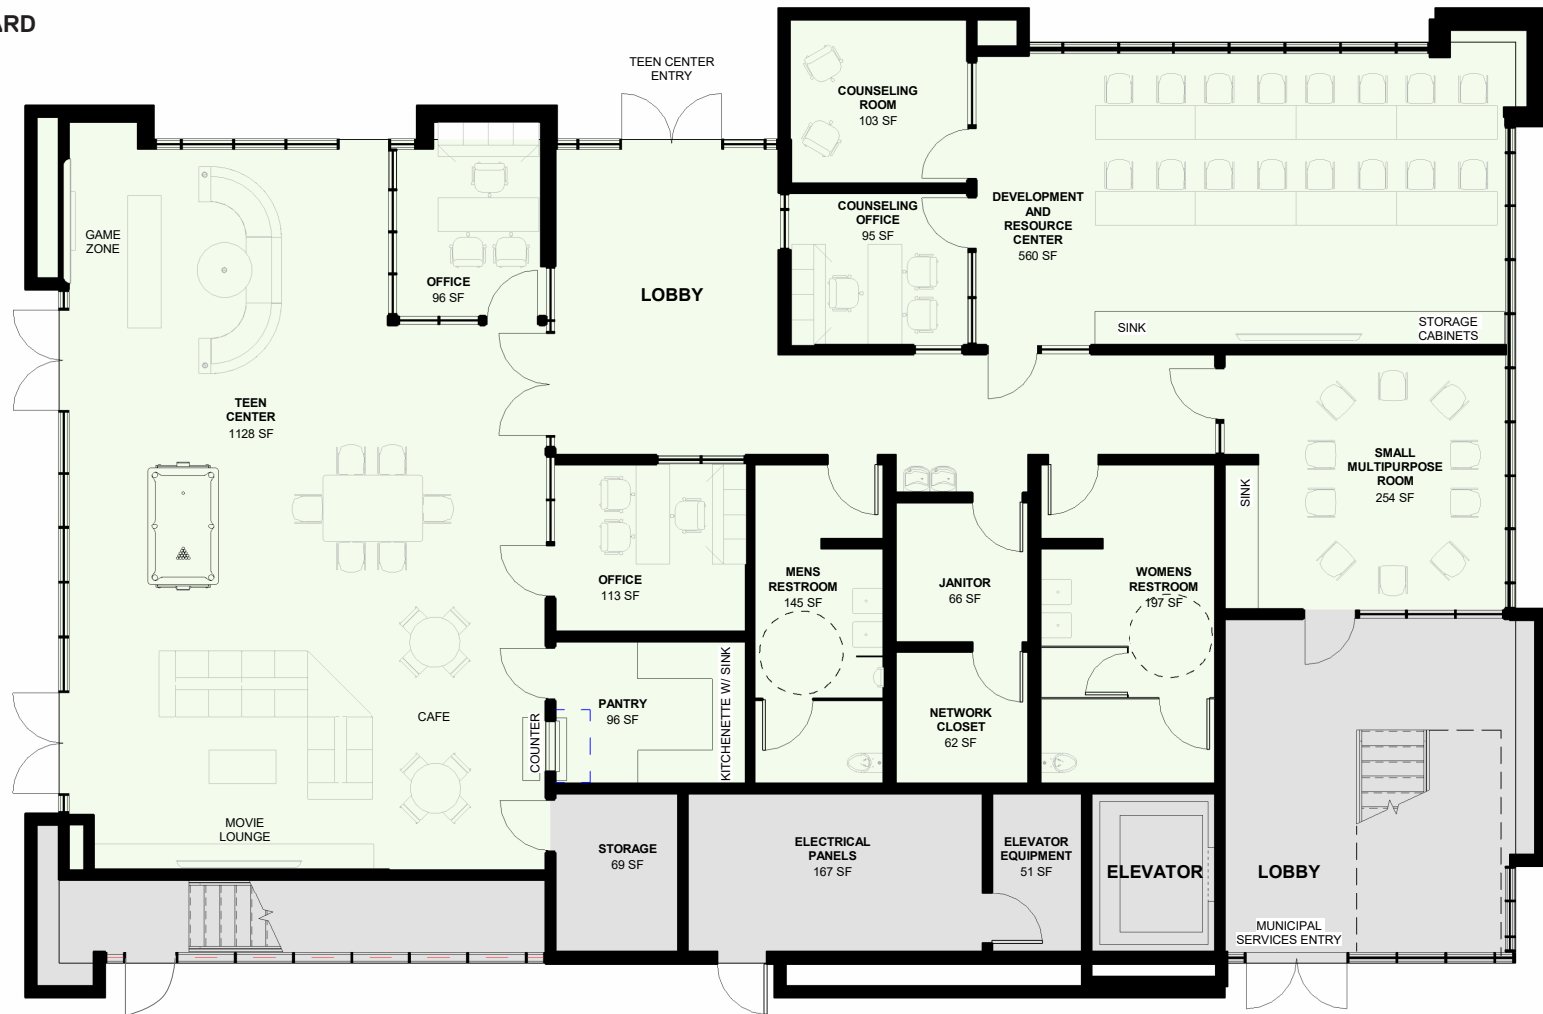 ARD
TEEN CENTER
ENTRY
COUNSELING
ROOM
103 SF
GAME
ZONE
OFFICE
96 SF
LOBBY
COUNSELING
OFFICE
95 SF
DEVELOPMENT
AND
RESOURCE
CENTER
560 SF
SINK
STORAGE
CABINETS
TEEN
CENTER
1128 SF
SMALL
MULTIPURPOSE
ROOM
254 SF
SINK
OFFICE
113 SF
MENS
RESTROOM
145 SF
JANITOR
66 SF
WOMENS
RESTROOM
197 SF
PANTRY
96 SF
KITCHENETTE W/ SINK
CAFE
COUNTER
NETWORK
CLOSET
62 SF
MOVIE
LOUNGE
STORAGE
69 SF
ELECTRICAL
PANELS
167 SF
ELEVATOR
EQUIPMENT
51 SF
ELEVATOR
LOBBY
MUNICIPAL
SERVICES ENTRY